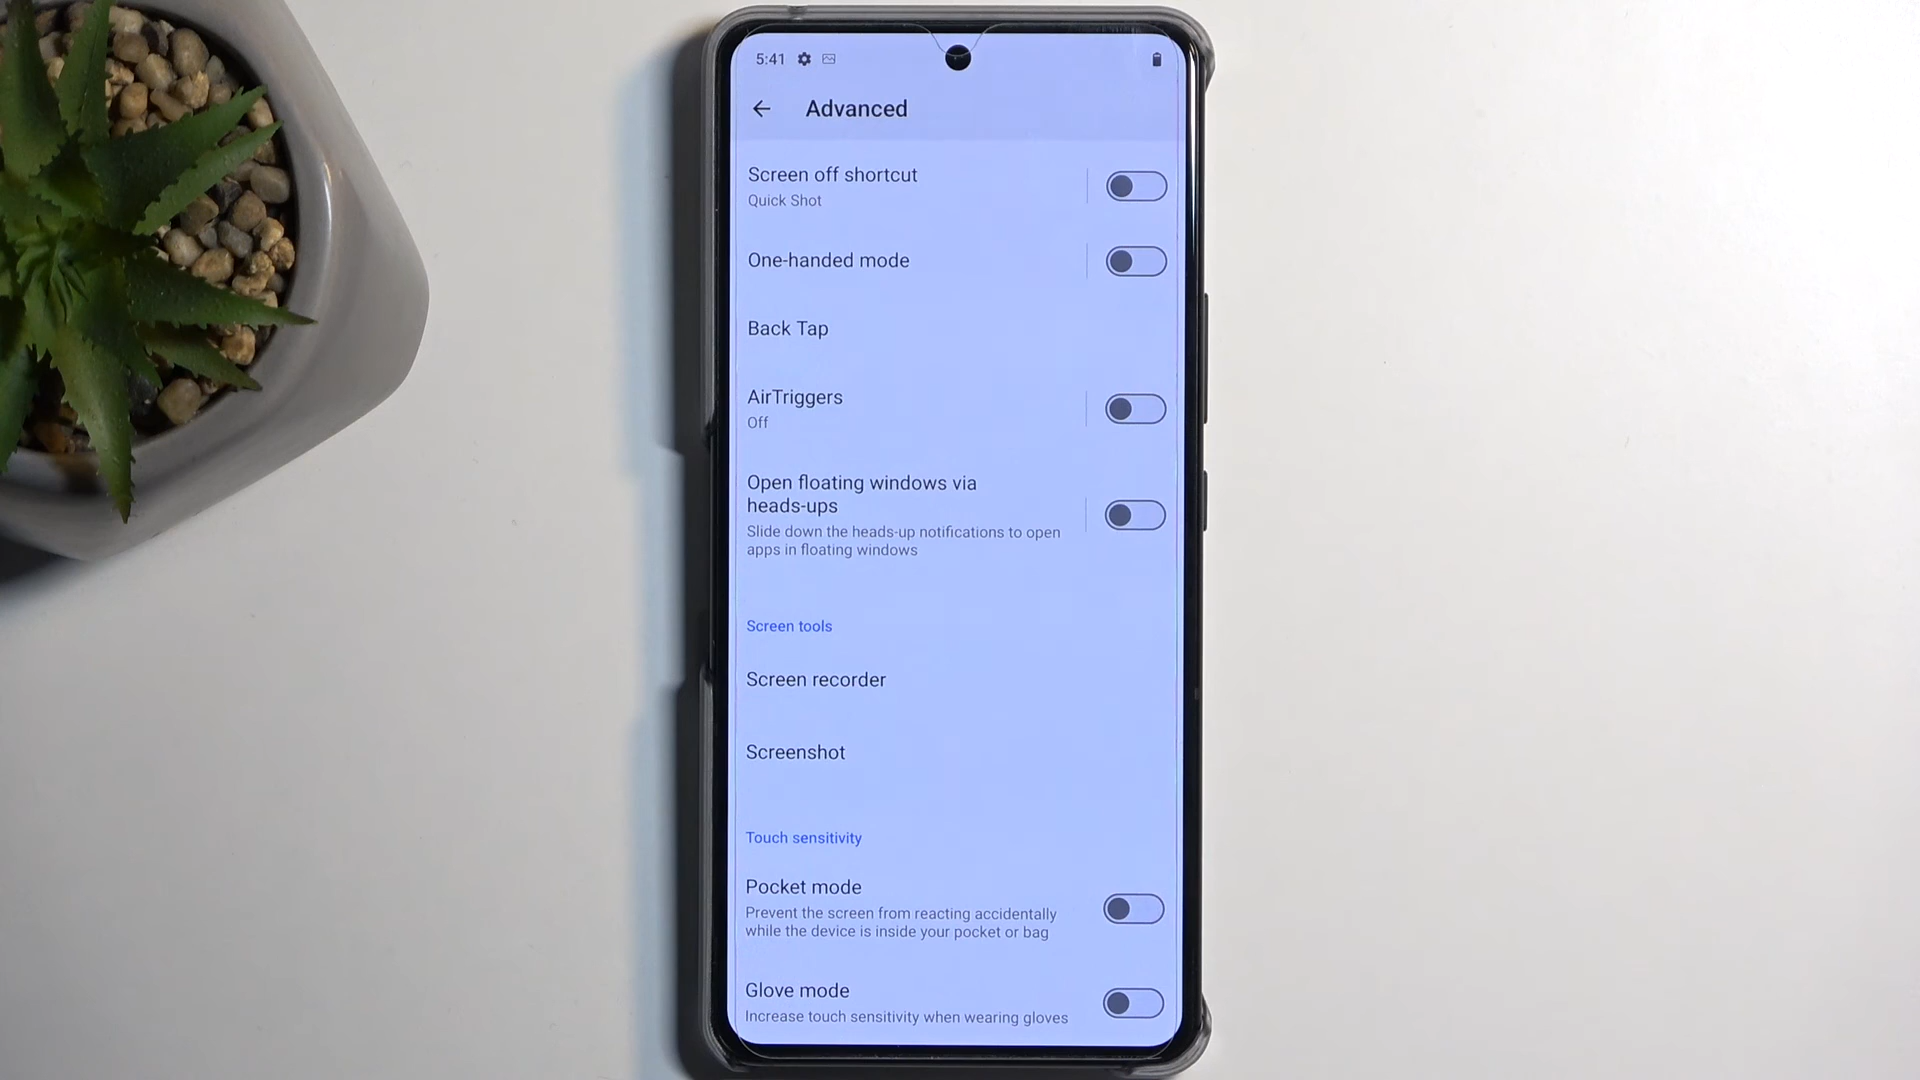 5:41
Advanced
Screen off shortcut
Quick Shot
One-handed mode
Back Tap
AirTriggers
Off
Open floating windows via
heads-ups
Slide down the heads-up notifications to open
apps in floating windows
Screen tools
Screen recorder
Screenshot
Touch sensitivity
Pocket mode
Prevent the screen from reacting accidentally
while the device is inside your pocket or bag
Glove mode
Increase touch sensitivity when wearing gloves